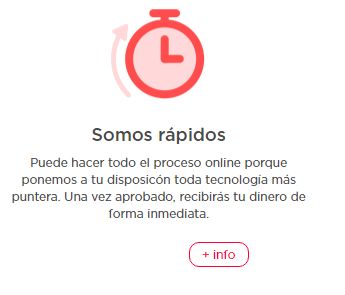 Somos rápidos
Puede hacer todo el proceso online porque
ponemos a tu disposicón toda tecnología más
puntera. Una vez aprobado, recibirás tu dinero de
forma inmediata.
+ info